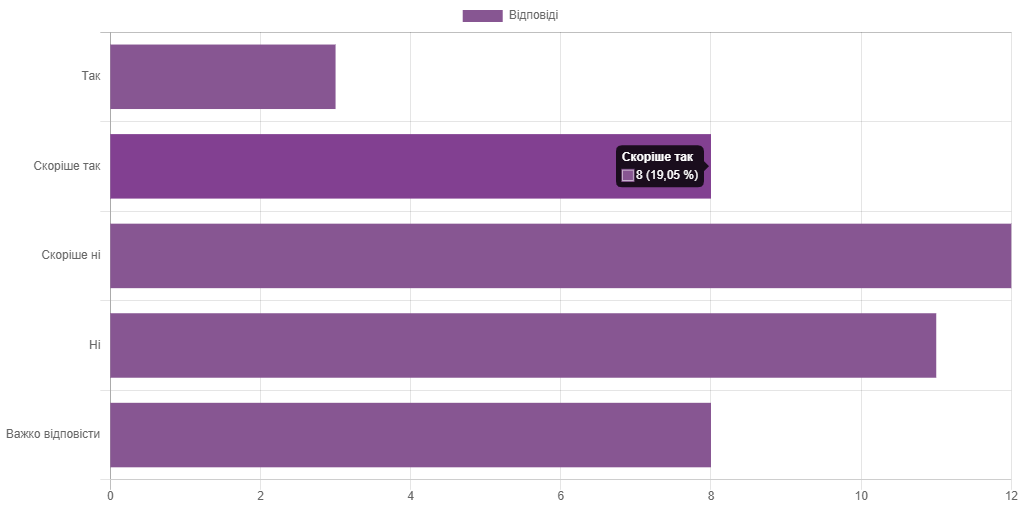 Відповіді
Так
Скоріше так
Скоріше так
8 (19,05 %)
Скоріше ні
Ні
Важко відповісти
0 2 4 6 8 10 12